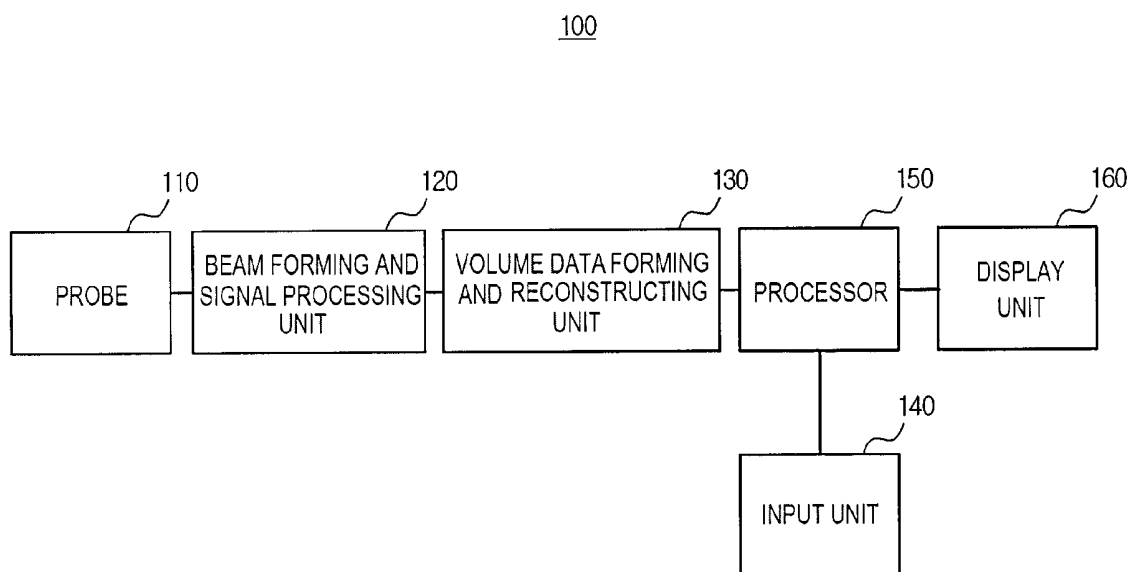 100
110
120
130
150
160
PROBE
BEAM FORMING AND
SIGNAL PROCESSING
UNIT
VOLUME DATA FORMING
AND RECONSTRUCTING
UNIT
PROCESSOR
DISPLAY
UNIT
140
INPUT UNIT